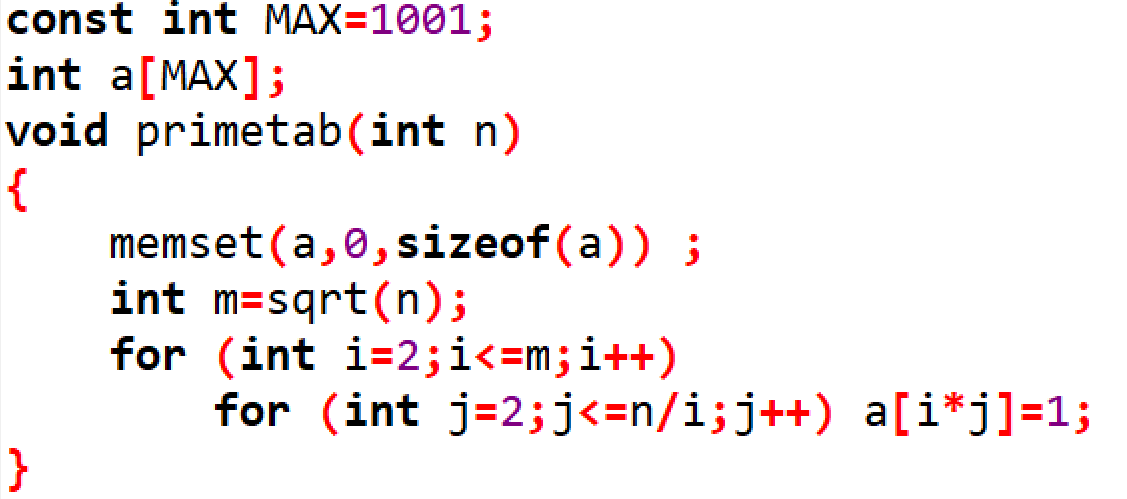 const int MAX=1001;
int a[MAX];
void primetab(int n)
{
    memset(a,0,sizeof(a)) ;
    int m=sqrt(n);
    for (int i=2;i<=m;i++)
        for (int j=2;j<=n/i;j++) a[i*j]=1;
}